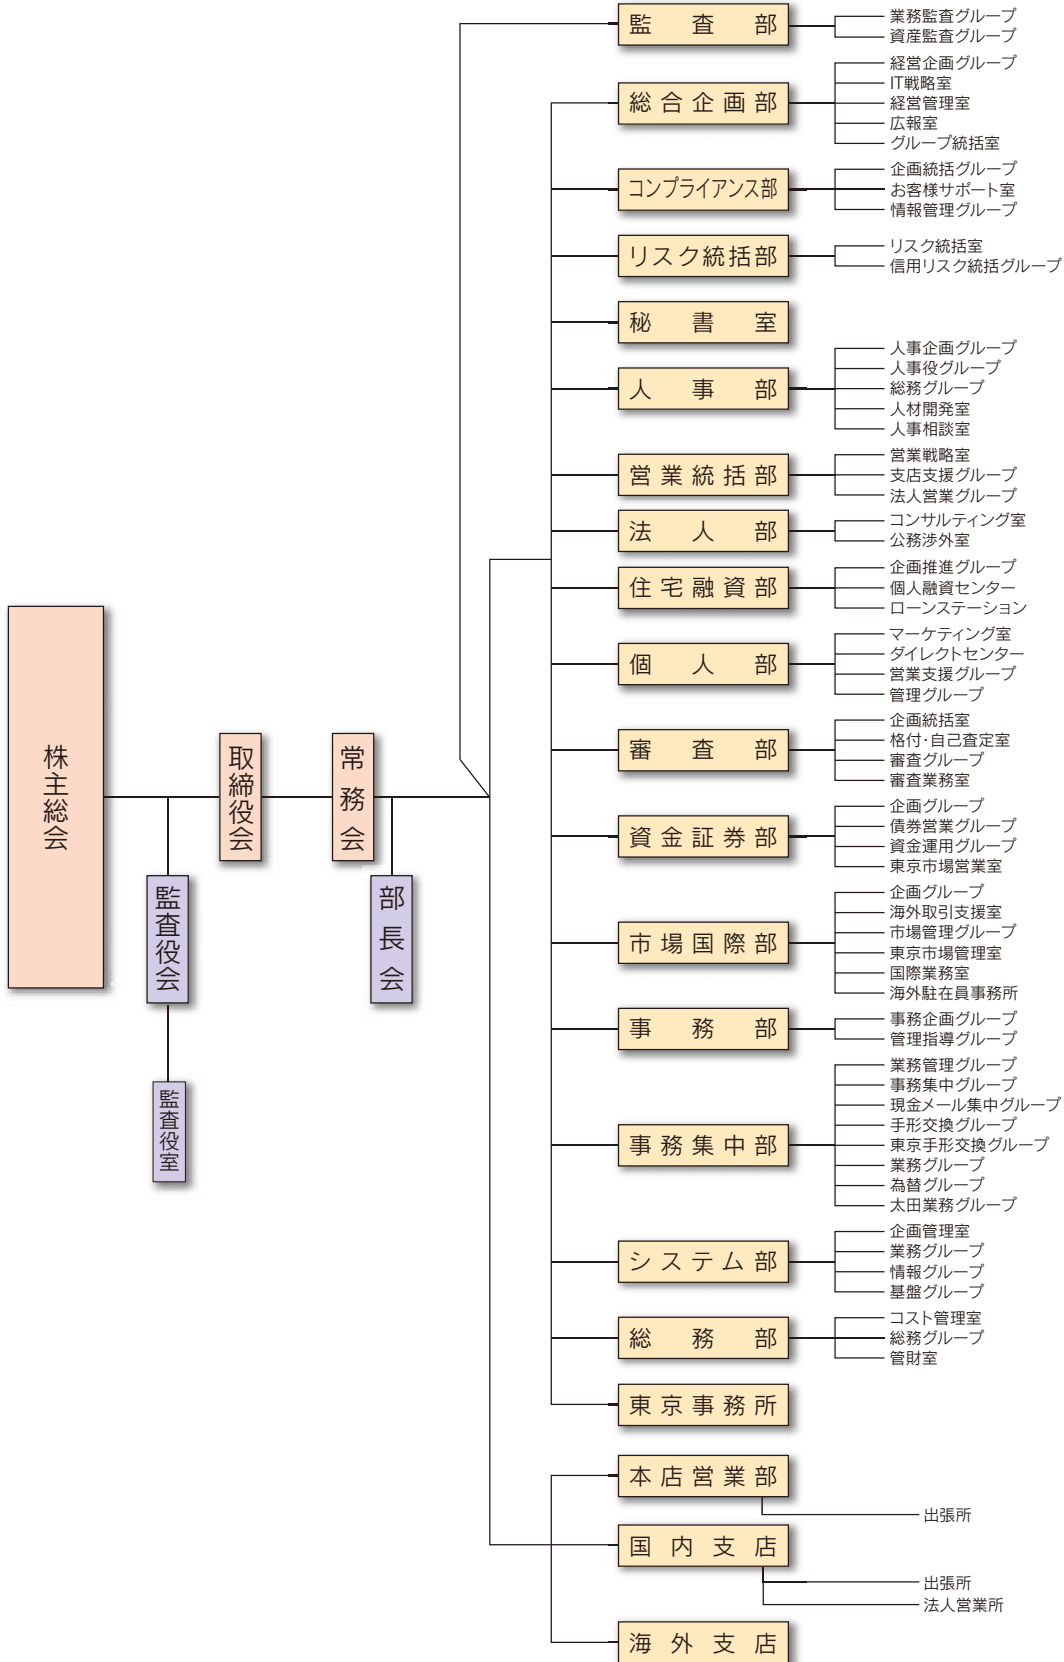 株主総会
取締役会
常務会
監査役会
部長会
監査役室
監査部
業務監査グループ
資産監査グループ
総合企画部
経営企画グループ
IT戦略室
経営管理室
広報室
グループ統括室
コンプライアンス部
企画統括グループ
お客様サポート室
情報管理グループ
リスク統括部
リスク統括室
信用リスク統括グループ
秘書室
人事部
人事企画グループ
人事役グループ
総務グループ
人材開発室
人事相談室
営業統括部
営業戦略室
支店支援グループ
法人営業グループ
法人部
コンサルティング室
公務渉外室
住宅融資部
企画推進グループ
個人融資センター
ローンステーション
個人部
マーケティング室
ダイレクトセンター
営業支援グループ
管理グループ
審査部
企画統括室
格付・自己査定室
審査グループ
審査業務室
資金証券部
企画グループ
債券営業グループ
資金運用グループ
東京市場営業室
市場国際部
企画グループ
海外取引支援室
市場管理グループ
東京市場管理室
国際業務室
海外駐在員事務所
事務部
事務企画グループ
管理指導グループ
事務集中部
業務管理グループ
事務集中グループ
現金メール集中グループ
手形交換グループ
東京手形交換グループ
業務グループ
為替グループ
太田業務グループ
システム部
企画管理室
業務グループ
情報グループ
基盤グループ
総務部
コスト管理室
総務グループ
管財室
東京事務所
本店営業部
出張所
国内支店
出張所
法人営業所
海外支店